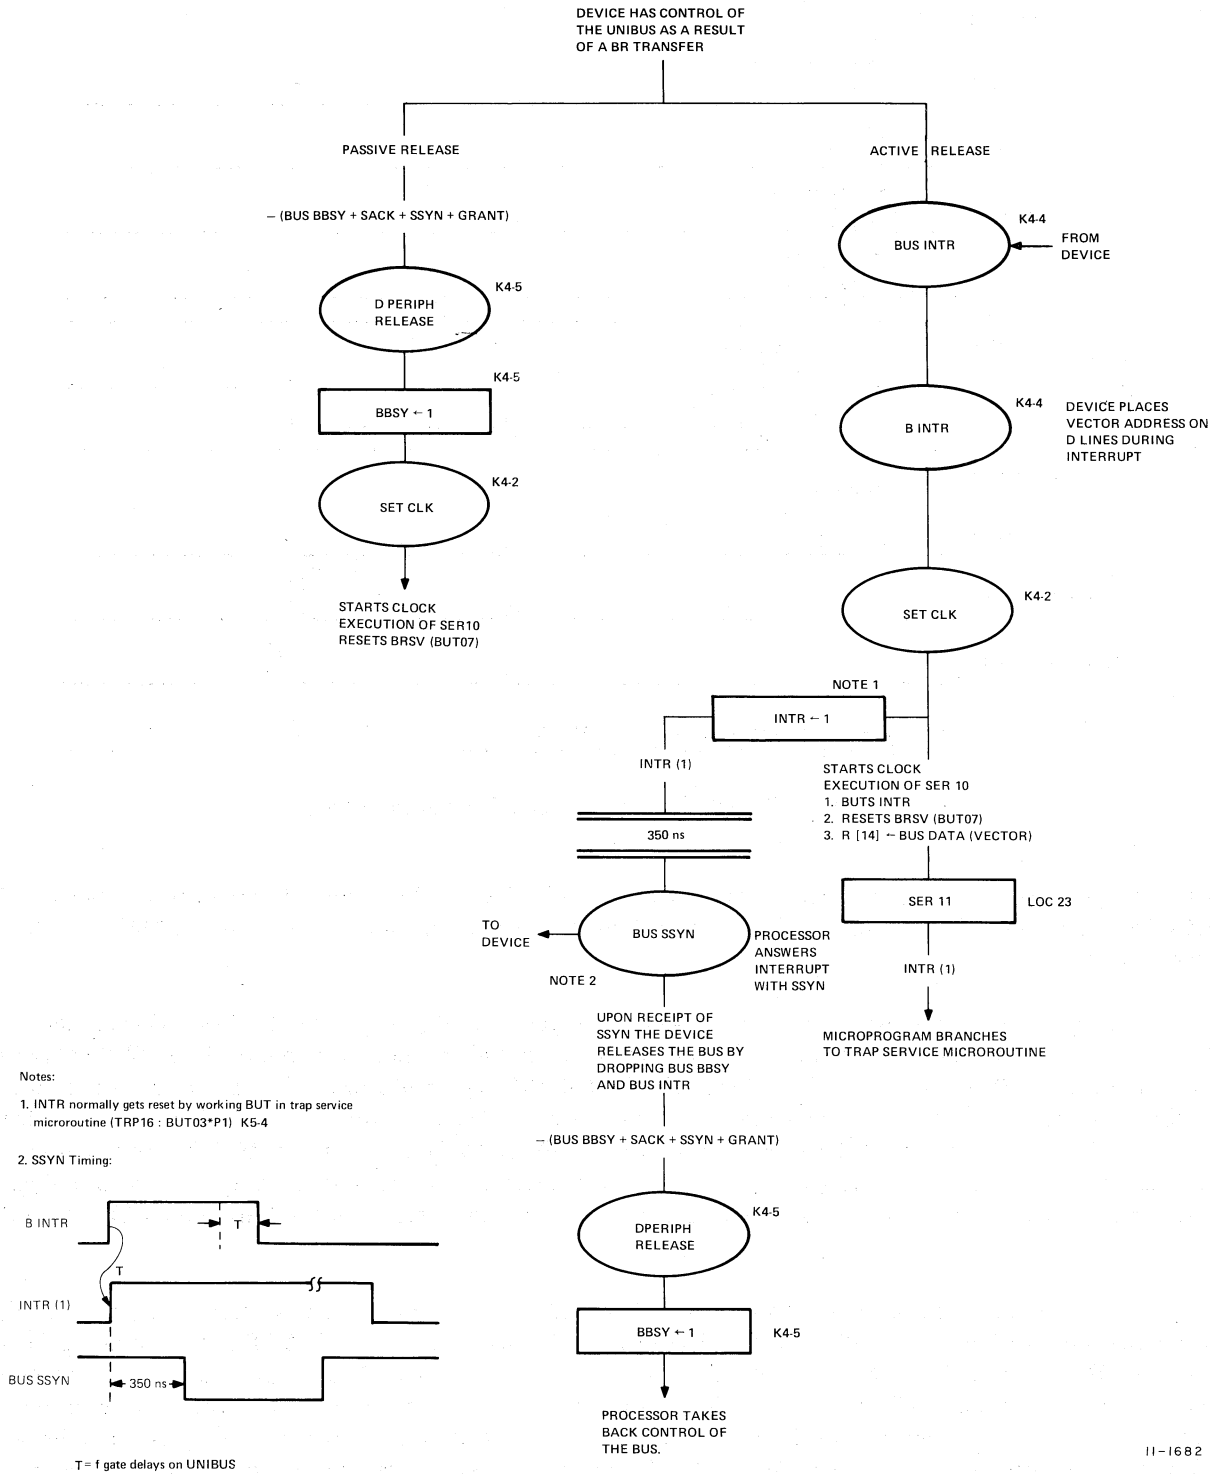 DEVICE HAS CONTROL OF
THE UNIBUS AS A RESULT
OF A BR TRANSFER
PASSIVE RELEASE
– (BUS BBSY + SACK + SSYN + GRANT)
K4-5
D PERIPH
RELEASE
K4-5
BBSY ← 1
K4-2
SET CLK
STARTS CLOCK
EXECUTION OF SER10
RESETS BRSV (BUT07)
ACTIVE RELEASE
K4-4
BUS INTR
FROM
DEVICE
K4-4
B INTR
DEVICE PLACES
VECTOR ADDRESS ON
D LINES DURING
INTERRUPT
K4-2
SET CLK
NOTE 1
INTR ← 1
INTR (1)
350 ns
TO
DEVICE
BUS SSYN
NOTE 2
PROCESSOR
ANSWERS
INTERRUPT
WITH SSYN
UPON RECEIPT OF
SSYN THE DEVICE
RELEASES THE BUS BY
DROPPING BUS BBSY
AND BUS INTR
– (BUS BBSY + SACK + SSYN + GRANT)
K4-5
DPERIPH
RELEASE
BBSY ← 1
K4-5
PROCESSOR TAKES
BACK CONTROL OF
THE BUS.
STARTS CLOCK
EXECUTION OF SER 10
1. BUTS INTR
2. RESETS BRSV (BUT07)
3. R [14] ← BUS DATA (VECTOR)
SER 11
LOC 23
INTR (1)
MICROPROGRAM BRANCHES
TO TRAP SERVICE MICROROUTINE
Notes:
1. INTR normally gets reset by working BUT in trap service
microroutine (TRP16 : BUT03*P1) K5-4
2. SSYN Timing:
B INTR
T
T
INTR (1)
BUS SSYN
350 ns
T = f gate delays on UNIBUS
11-1682